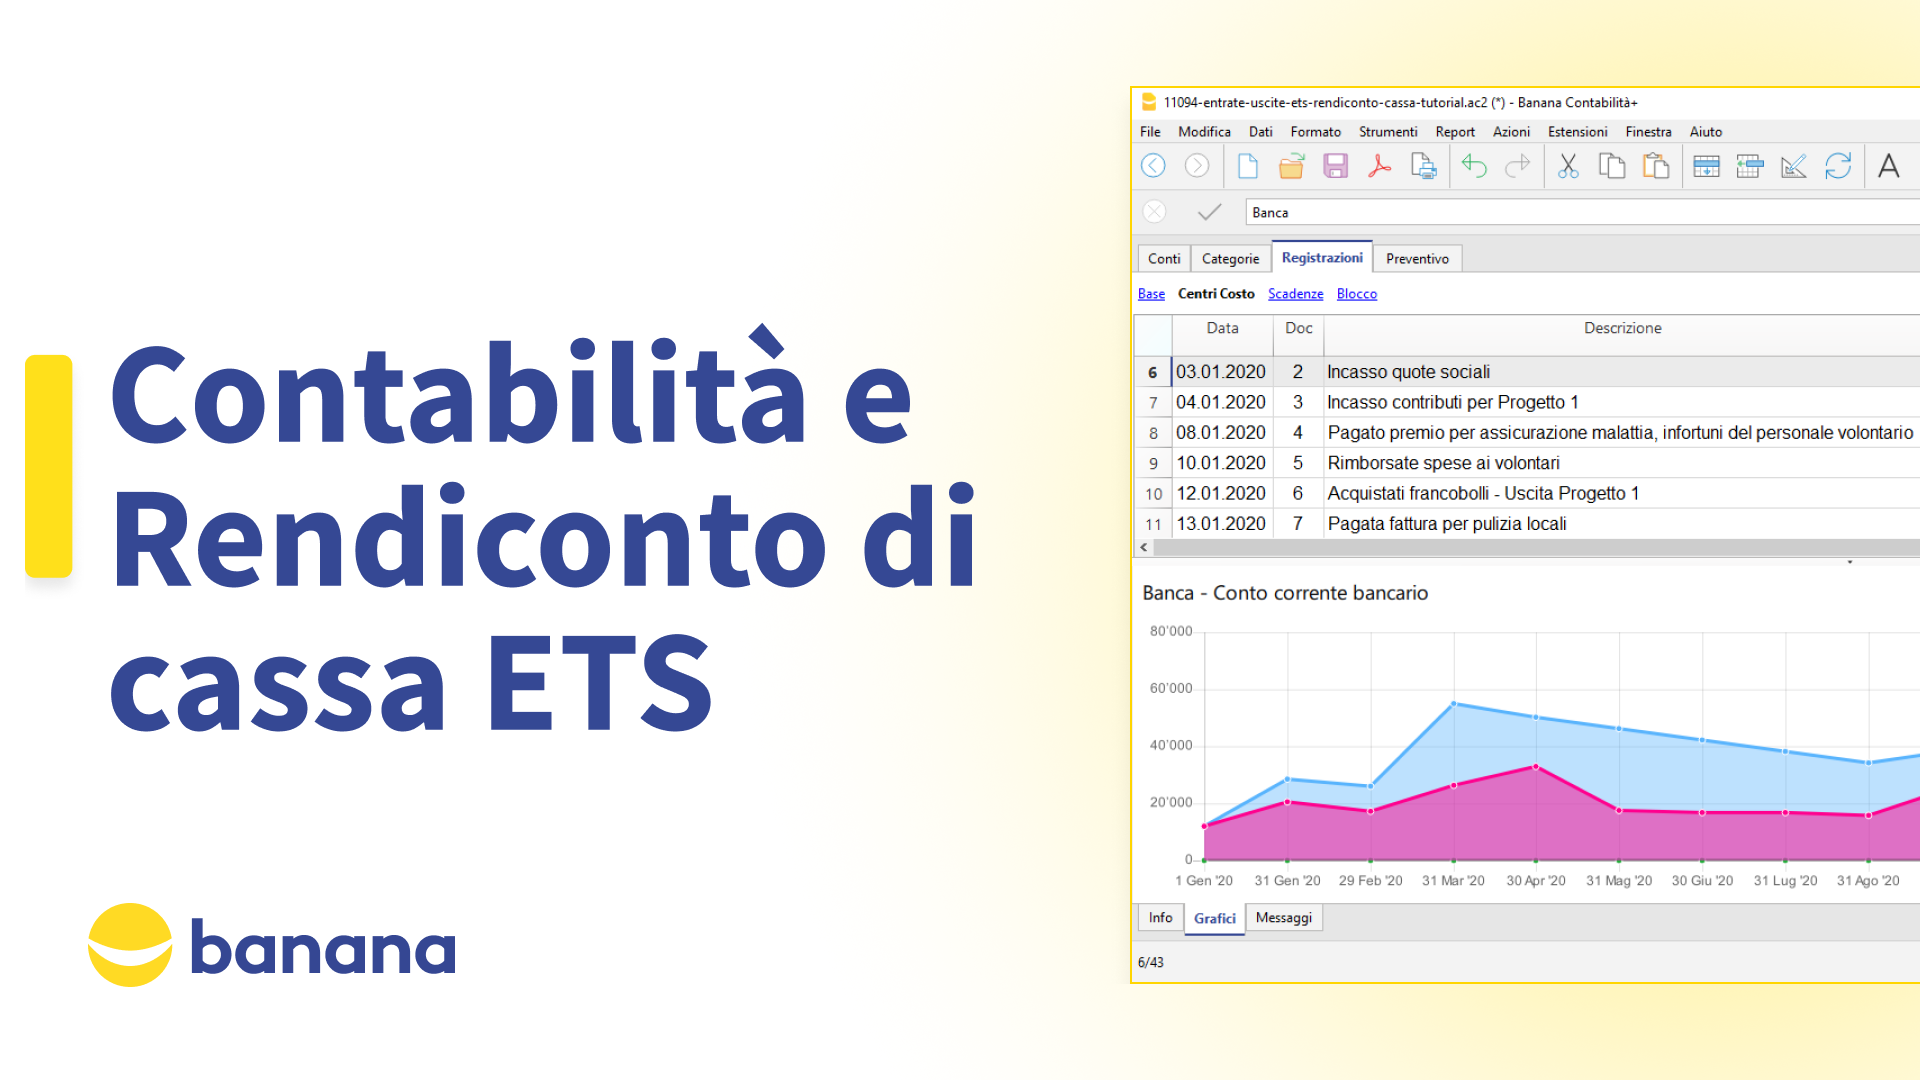 Contabilità e
Rendiconto di
cassa ETS
banana
11094-entrate-uscite-ets-rendiconto-cassa-tutorial.ac2 (*) - Banana Contabilità+
File Modifica Dati Formato Strumenti Report Azioni Estensioni Finestra Aiuto
A
Banca
Conti Categorie Registrazioni Preventivo
Base Centri Costo Scadenze Blocco
Data Doc Descrizione
6 03.01.2020 2 Incasso quote sociali
7 04.01.2020 3 Incasso contributi per Progetto 1
8 08.01.2020 4 Pagato premio per assicurazione malattia, infortuni del personale volontario
9 10.01.2020 5 Rimborsate spese ai volontari
10 12.01.2020 6 Acquistati francobolli - Uscita Progetto 1
11 13.01.2020 7 Pagata fattura per pulizia locali
Banca - Conto corrente bancario
80'000
60'000
40'000
20'000
0
1 Gen '20 31 Gen '20 29 Feb '20 31 Mar '20 30 Apr '20 31 Mag '20 30 Giu '20 31 Lug '20 31 Ago '20
Info Grafici Messaggi
6/43